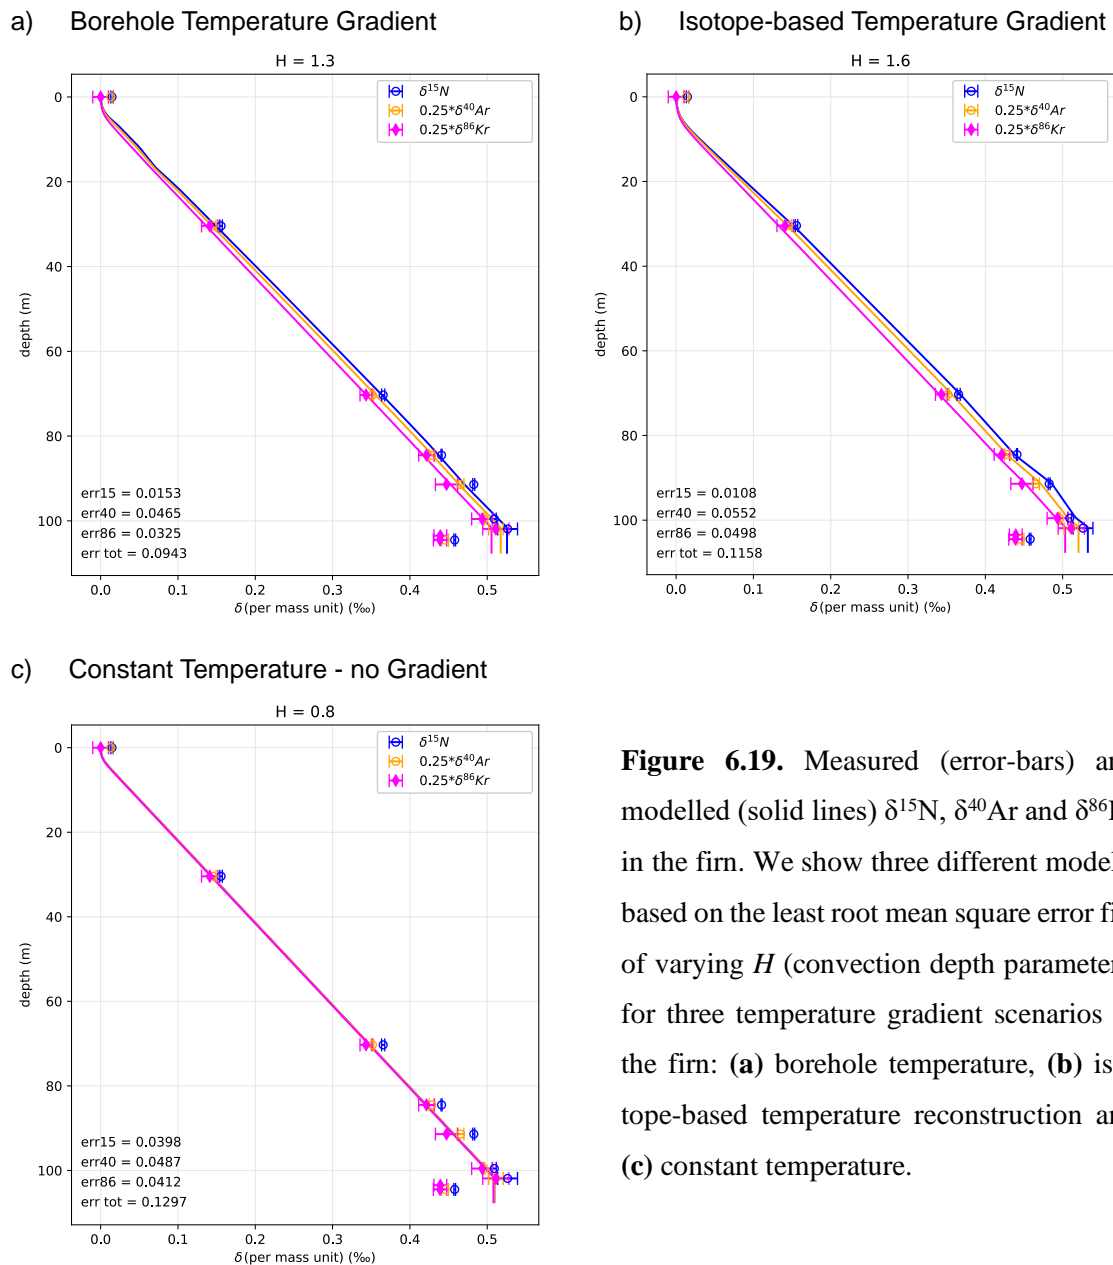 a) Borehole Temperature Gradient
H = 1.3
δ¹⁵N
0.25*δ⁴⁰Ar
0.25*δ⁸⁶Kr
0
20
40
60
80
100
depth (m)
err15 = 0.0153
err40 = 0.0465
err86 = 0.0325
err tot = 0.0943
0.0 0.1 0.2 0.3 0.4 0.5
δ(per mass unit) (‰)
b) Isotope-based Temperature Gradient
H = 1.6
δ¹⁵N
0.25*δ⁴⁰Ar
0.25*δ⁸⁶Kr
0
20
40
60
80
100
depth (m)
err15 = 0.0108
err40 = 0.0552
err86 = 0.0498
err tot = 0.1158
0.0 0.1 0.2 0.3 0.4 0.5
δ(per mass unit) (‰)
c) Constant Temperature - no Gradient
H = 0.8
δ¹⁵N
0.25*δ⁴⁰Ar
0.25*δ⁸⁶Kr
0
20
40
60
80
100
depth (m)
err15 = 0.0398
err40 = 0.0487
err86 = 0.0412
err tot = 0.1297
0.0 0.1 0.2 0.3 0.4 0.5
δ(per mass unit) (‰)
Figure 6.19. Measured (error-bars) an
modelled (solid lines) δ¹⁵N, δ⁴⁰Ar and δ⁸⁶
in the firn. We show three different model
based on the least root mean square error fi
of varying H (convection depth parameter
for three temperature gradient scenarios
the firn: (a) borehole temperature, (b) is
tope-based temperature reconstruction an
(c) constant temperature.